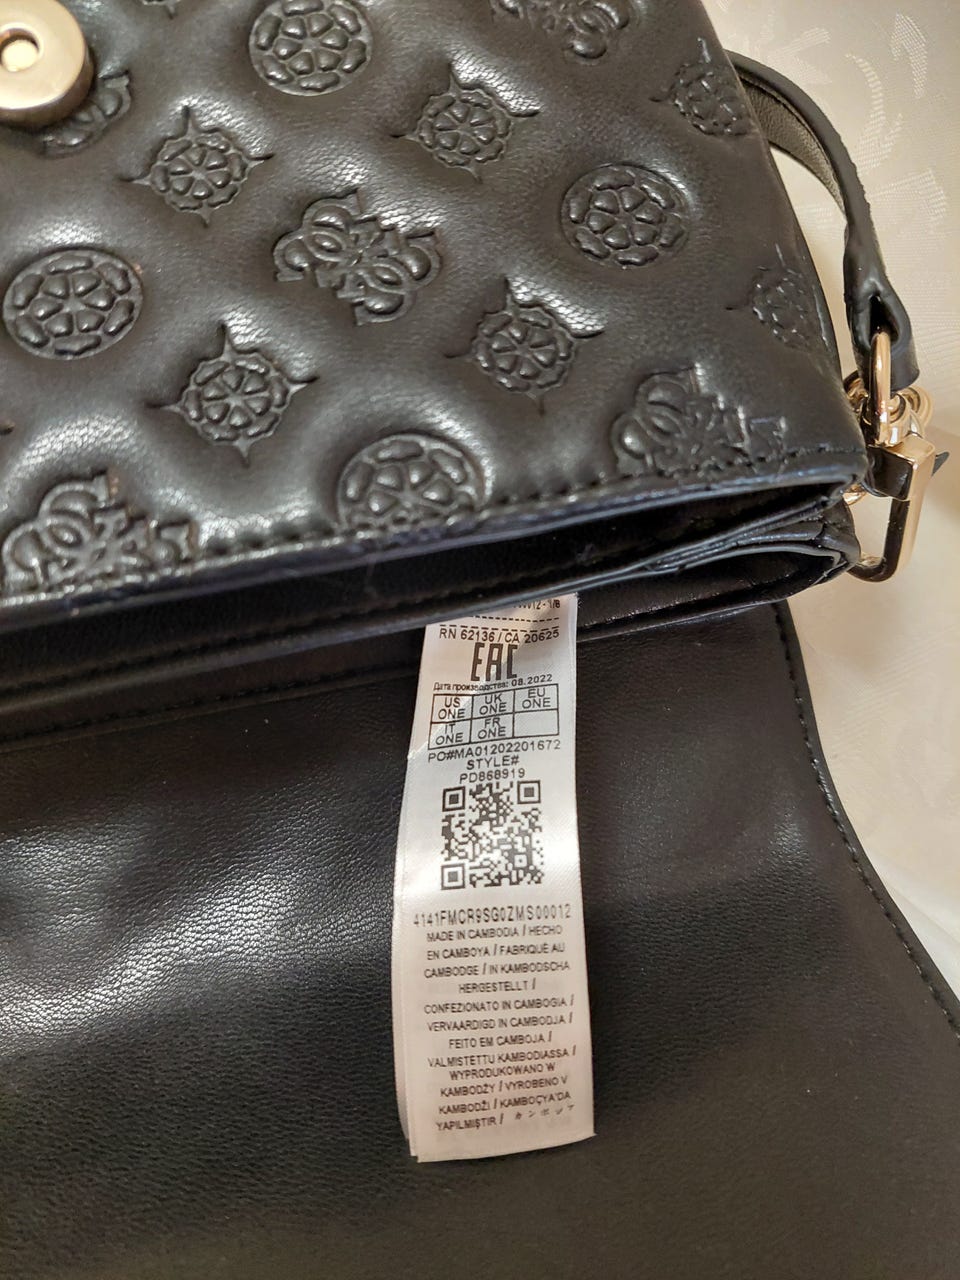 RN 62136 / CA 20625
EAC
Дата производства: 08.2022
US ONE UK ONE EU ONE
IT ONE FR ONE
PO#MA01202201672
STYLE#
PD868919
4141FMCR9SG0ZMS00012
MADE IN CAMBODIA / HECHO
EN CAMBOYA / FABRIQUÉ AU
CAMBODGE / IN KAMBODSCHA
HERGESTELLT /
CONFEZIONATO IN CAMBOGIA /
VERVAARDIGD IN CAMBODJA /
FEITO EM CAMBOJA /
VALMISTETTU KAMBODIASSA /
WYPRODUKOWANO W
KAMBODŻY / VYROBENO V
KAMBODŽI / KAMBOÇYA'DA
YAPILMIŞTIR / カンボジア